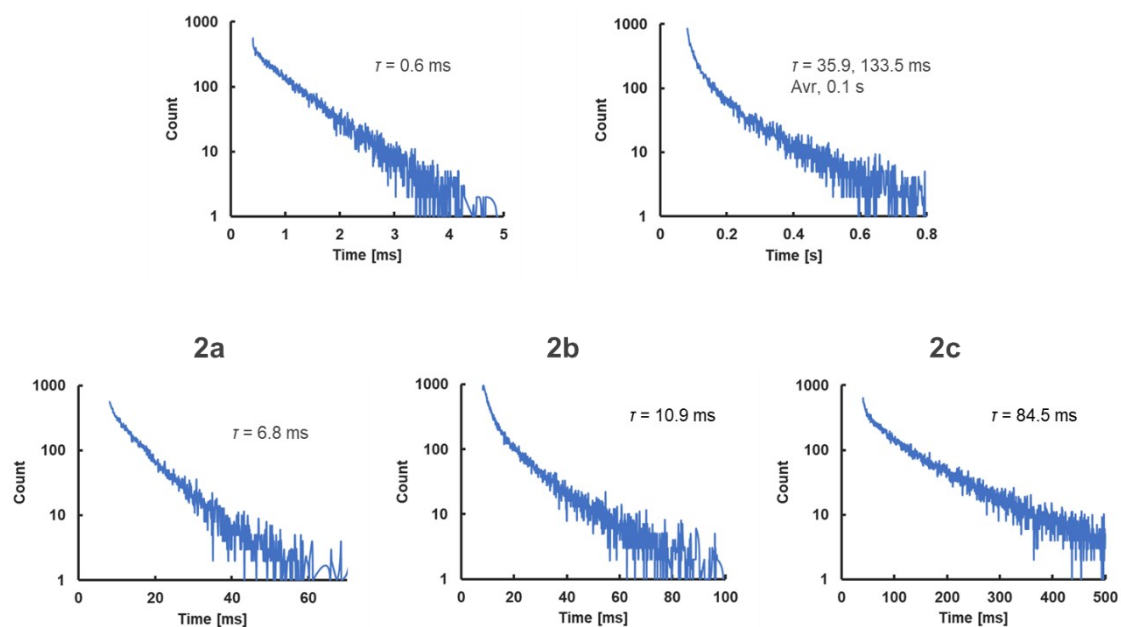 1000
100
10
1
Count
0
1
2
3
4
5
Time [ms]
τ = 0.6 ms
1000
100
10
1
Count
0
0.2
0.4
0.6
0.8
Time [s]
τ = 35.9, 133.5 ms
Avr, 0.1 s
2a
1000
100
10
1
Count
0
20
40
60
Time [ms]
τ = 6.8 ms
2b
1000
100
10
1
Count
0
20
40
60
80
100
Time [ms]
τ = 10.9 ms
2c
1000
100
10
1
Count
0
100
200
300
400
500
Time [ms]
τ = 84.5 ms